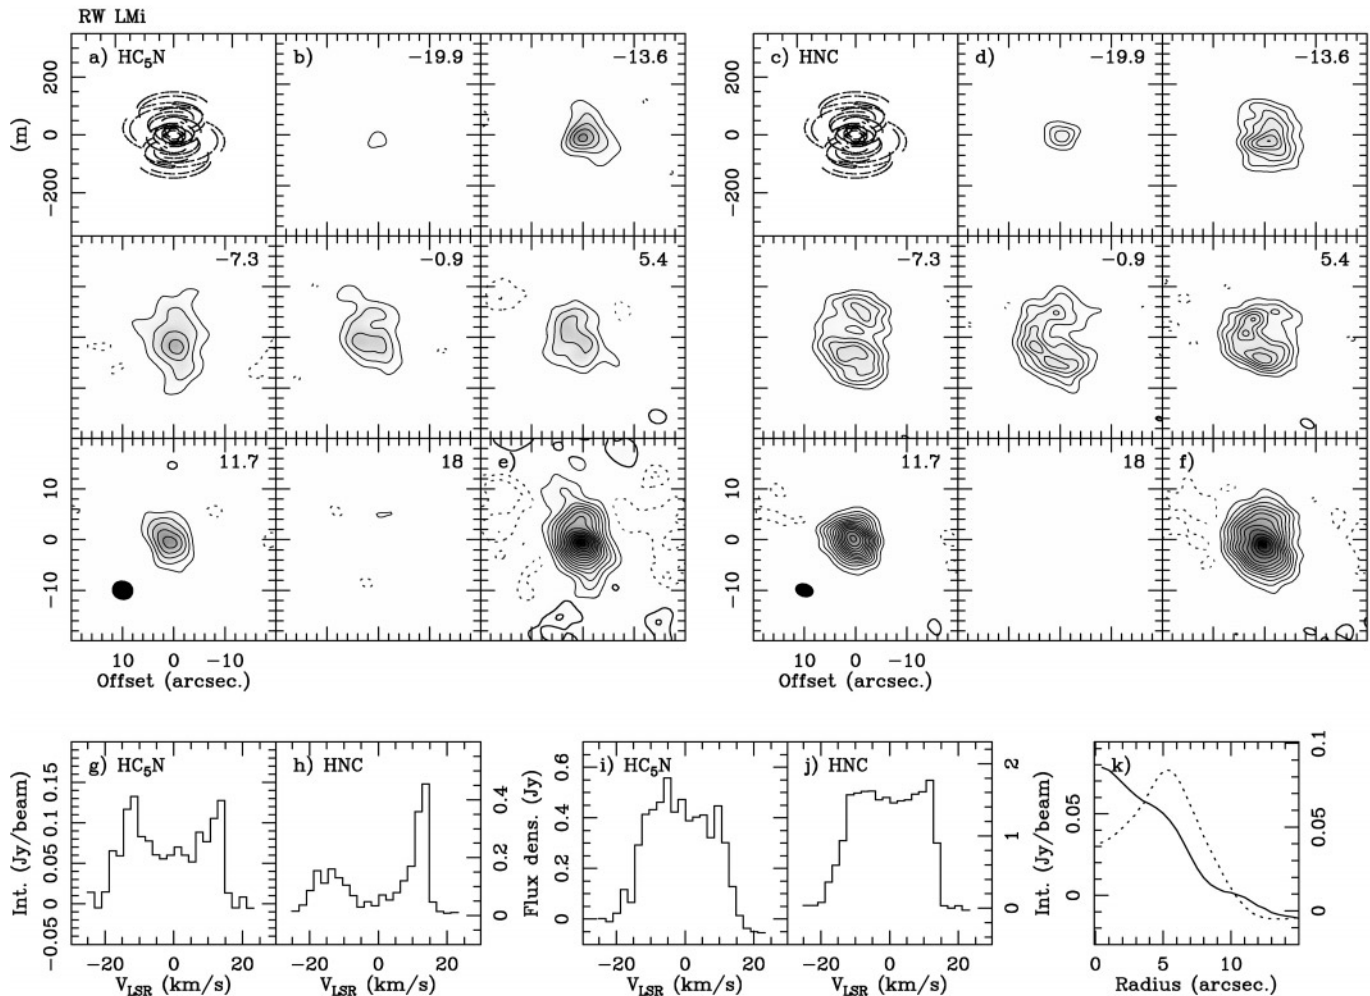 RW LMi
a) HC5N b) −19.9 −13.6 c) HNC d) −19.9 −13.6
200
0
−200
(m)
−7.3 −0.9 5.4 −7.3 −0.9 5.4
11.7 18 e) 11.7 18 f)
10
0
−10
10
0
−10
10 0 −10 10 0 −10
Offset (arcsec.) Offset (arcsec.)
g) HC5N h) HNC i) HC5N j) HNC k)
Int. (Jy/beam)
0.15
0.1
0.05
0
−0.05
0.4
0.2
0
Flux dens. (Jy)
0.6
0.4
0.2
0
2
1
0
Int. (Jy/beam)
0.05
0
0.1
0.05
0
−20 0 20 −20 0 20 −20 0 20 −20 0 20 0 5 10
VLSR (km/s) VLSR (km/s) VLSR (km/s) VLSR (km/s) Radius (arcsec.)